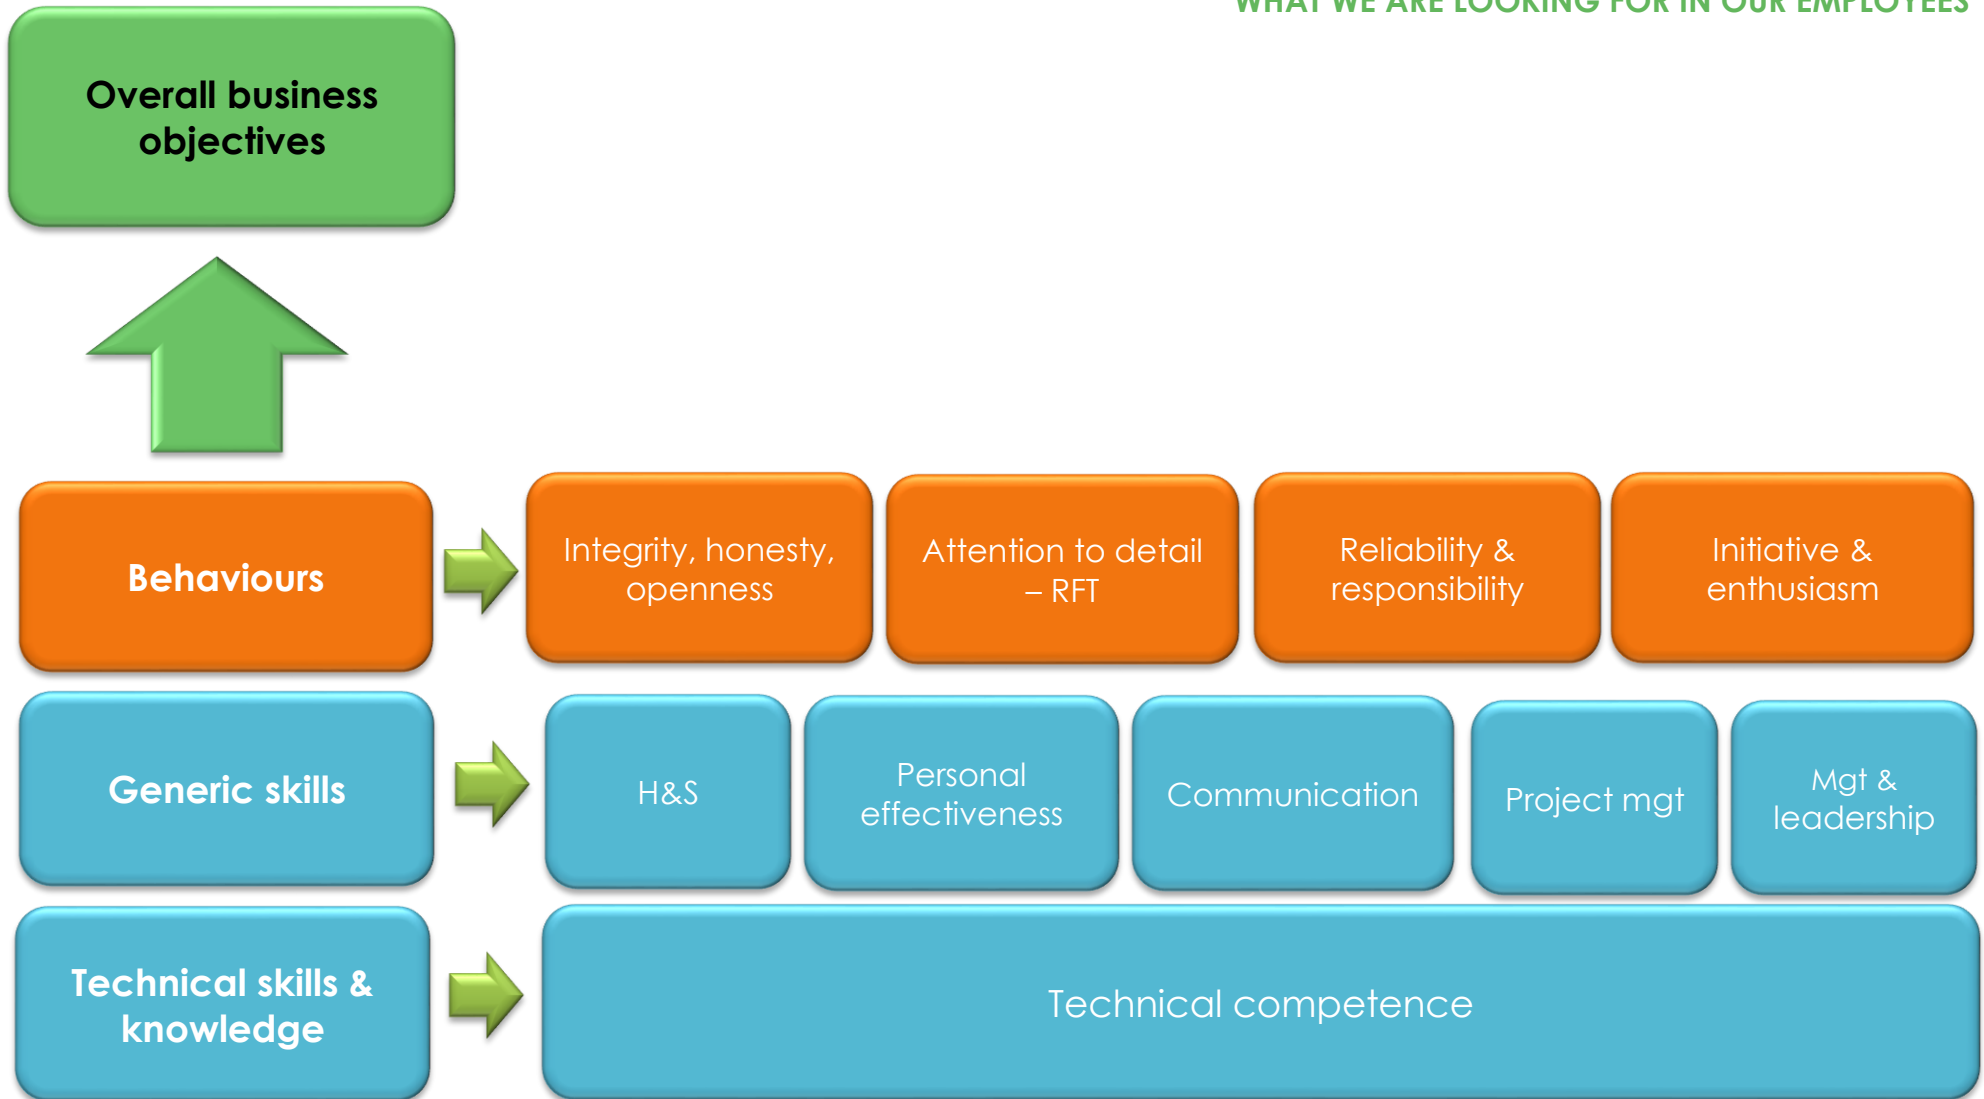 WHAT WE ARE LOOKING FOR IN OUR EMPLOYEES
Overall business
objectives
Behaviours
Integrity, honesty,
openness
Attention to detail
– RFT
Reliability &
responsibility
Initiative &
enthusiasm
Generic skills
H&S
Personal
effectiveness
Communication
Project mgt
Mgt &
leadership
Technical skills &
knowledge
Technical competence